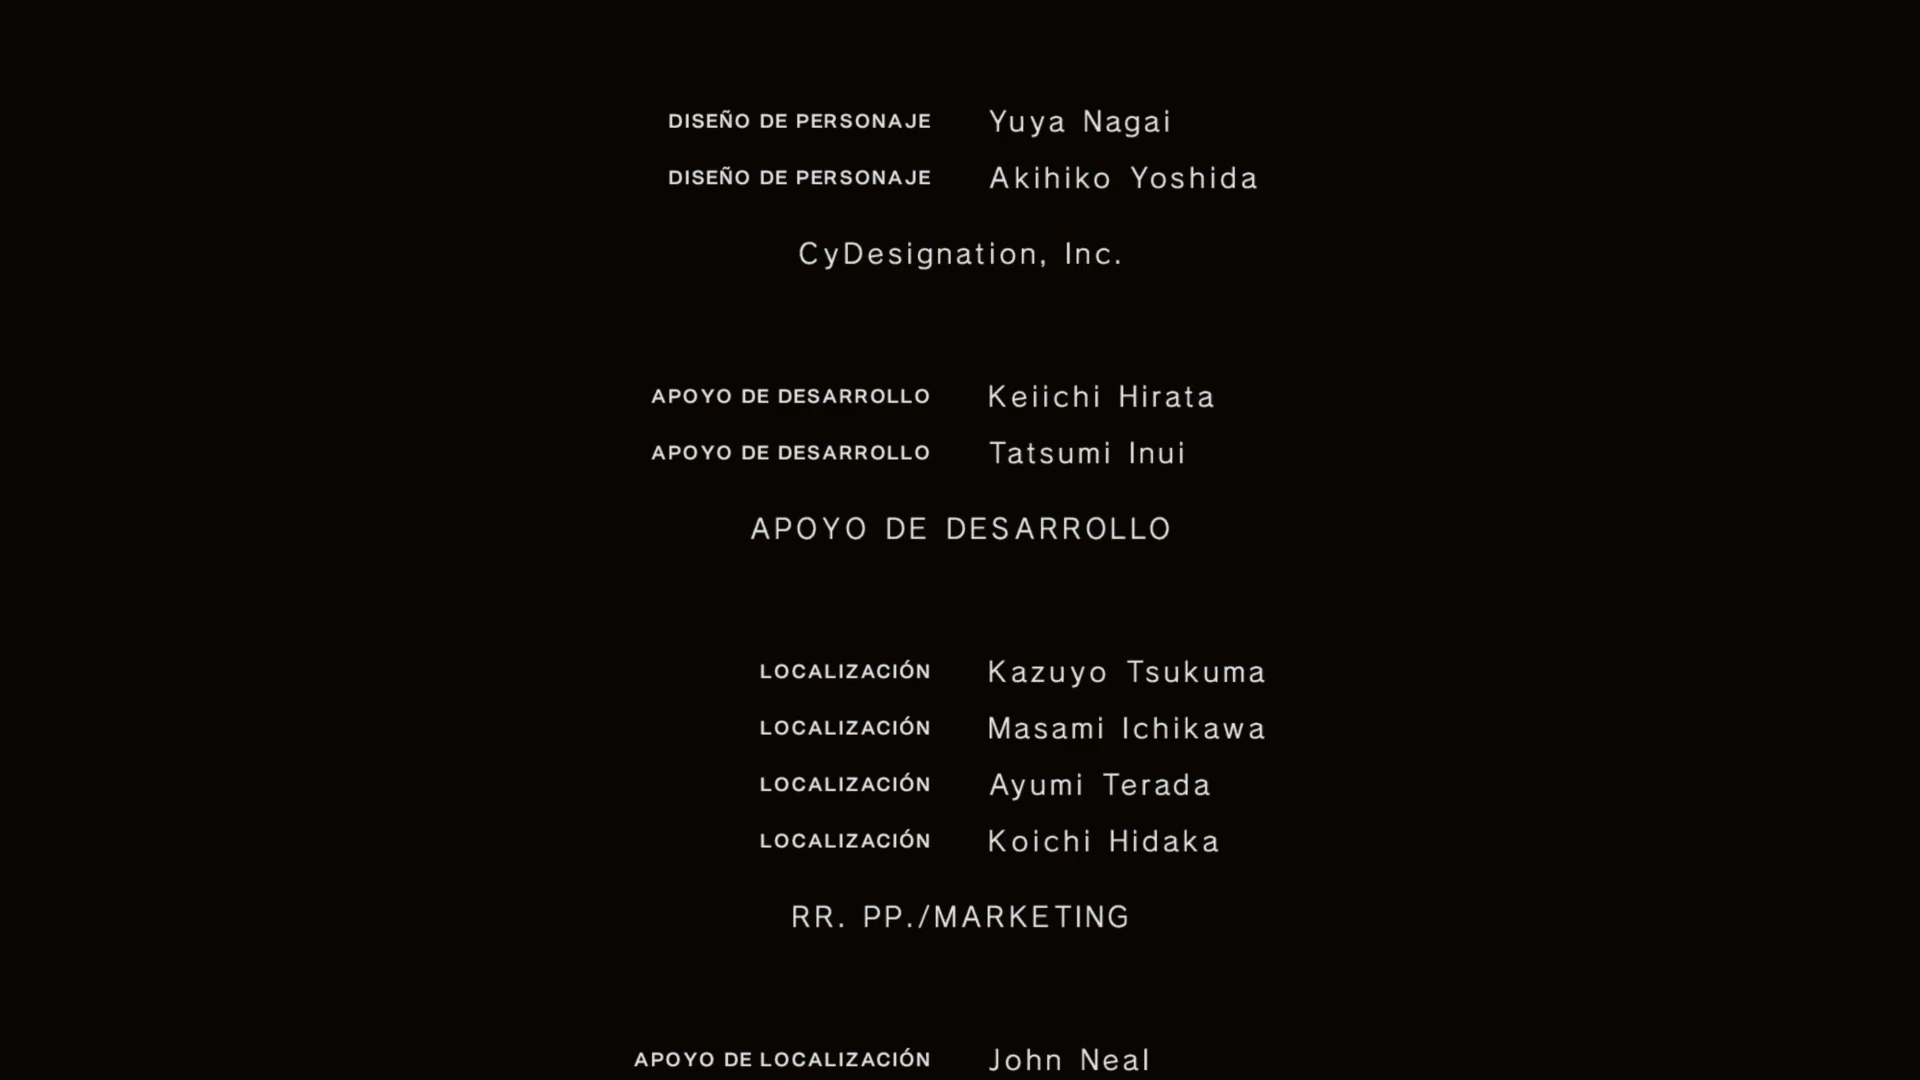 DISEÑO DE PERSONAJE Yuya Nagai
DISEÑO DE PERSONAJE Akihiko Yoshida
CyDesignation, Inc.
APOYO DE DESARROLLO Keiichi Hirata
APOYO DE DESARROLLO Tatsumi Inui
APOYO DE DESARROLLO
LOCALIZACIÓN Kazuyo Tsukuma
LOCALIZACIÓN Masami Ichikawa
LOCALIZACIÓN Ayumi Terada
LOCALIZACIÓN Koichi Hidaka
RR. PP./MARKETING
APOYO DE LOCALIZACIÓN John Neal